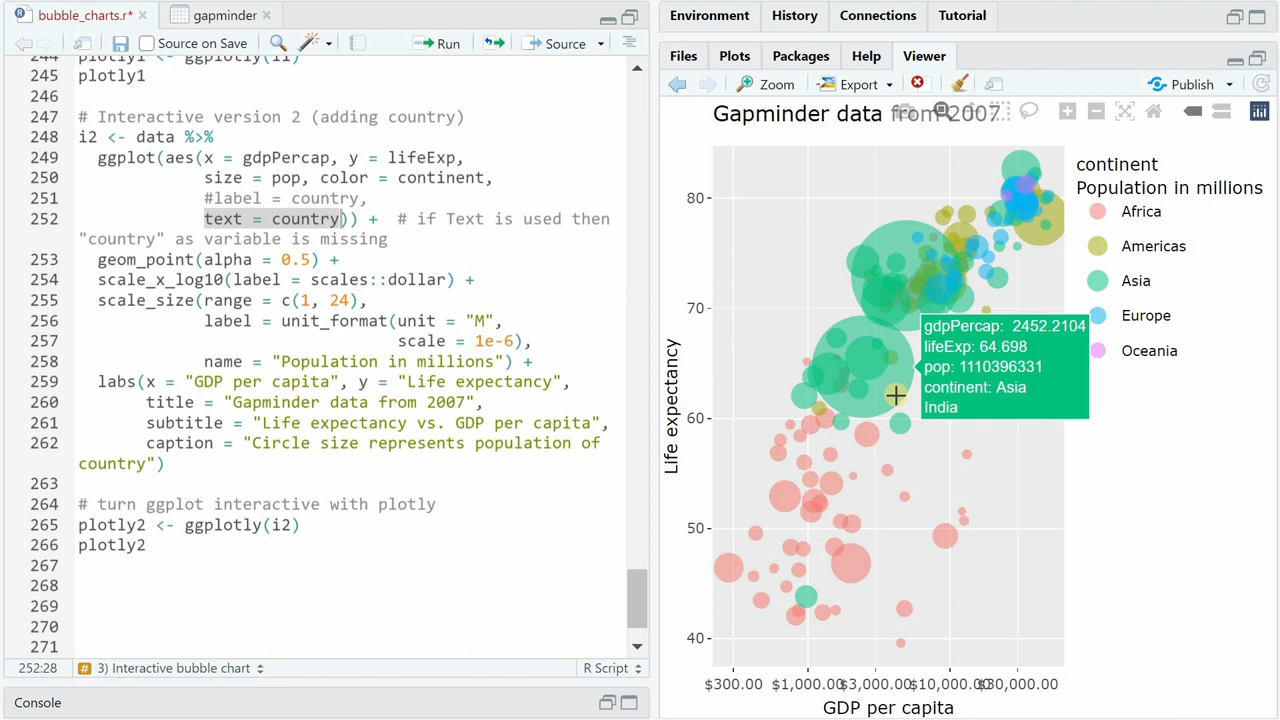 bubble_charts.r* gapminder
Source on Save Run Source
244 plotly1 <- ggplotly(i1)
245 plotly1
246
247 # Interactive version 2 (adding country)
248 i2 <- data %>%
249 ggplot(aes(x = gdpPercap, y = lifeExp,
250 size = pop, color = continent,
251 #label = country,
252 text = country)) + # if Text is used then
"country" as variable is missing
253 geom_point(alpha = 0.5) +
254 scale_x_log10(label = scales::dollar) +
255 scale_size(range = c(1, 24),
256 label = unit_format(unit = "M",
257 scale = 1e-6),
258 name = "Population in millions") +
259 labs(x = "GDP per capita", y = "Life expectancy",
260 title = "Gapminder data from 2007",
261 subtitle = "Life expectancy vs. GDP per capita",
262 caption = "Circle size represents population of
country")
263
264 # turn ggplot interactive with plotly
265 plotly2 <- ggplotly(i2)
266 plotly2
267
268
269
270
271
252:28 3) Interactive bubble chart R Script
Console
Environment History Connections Tutorial
Files Plots Packages Help Viewer
Zoom Export Publish
Gapminder data from 2007
continent
Population in millions
Africa
Americas
Asia
Europe
Oceania
gdpPercap: 2452.2104
lifeExp: 64.698
pop: 1110396331
continent: Asia
India
Life expectancy
80
70
60
50
40
$300.00 $1,000.00 $3,000.00 $10,000.00 $30,000.00
GDP per capita